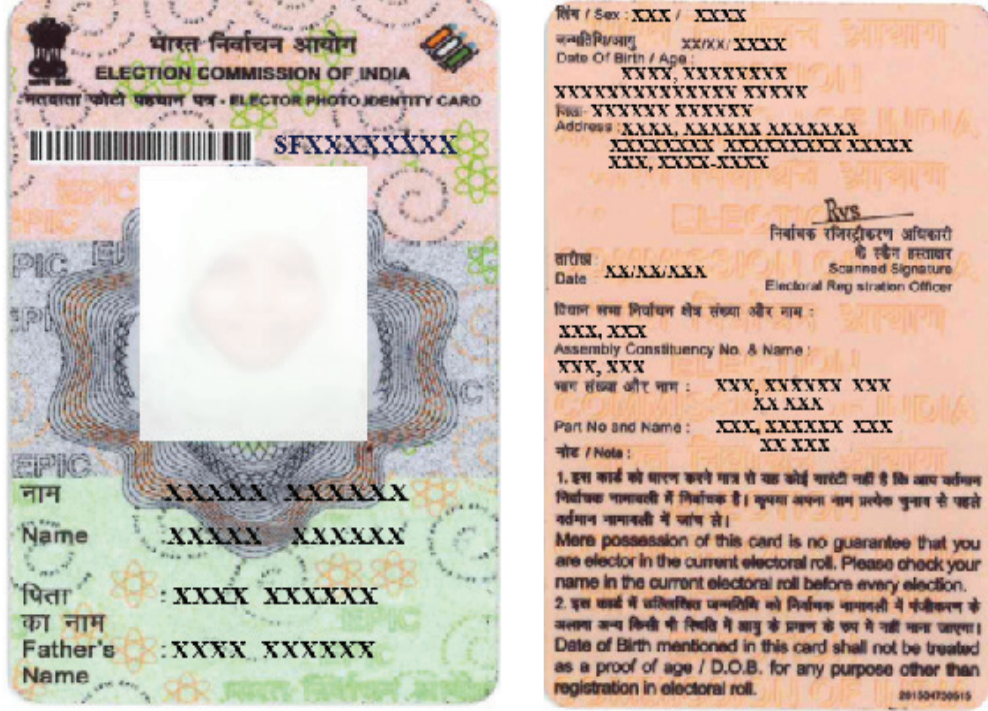 भारत निर्वाचन आयोग
ELECTION COMMISSION OF INDIA
मतदाता फोटो पहचान पत्र - ELECTOR PHOTO IDENTITY CARD
SFXXXXXXXX
EPIC
EPIC
PIC
EPIC
नाम XXXXX XXXXXX
Name :XXXXX XXXXXX
पिता : XXXX XXXXXX
का नाम
Father's :XXXX XXXXXX
Name
लिंग / Sex : XXX / XXXX
जन्मतिथि/आयु XX/XX/XXXX
Date Of Birth / Age :
XXXX, XXXXXXXX
XXXXXXXXXXXXXX XXXXX
XXXXXX XXXXXX
Address : XXXX, XXXXXX XXXXXXX
XXXXXXXX XXXXXXXXX XXXXX
XXX, XXXX-XXXX
Rvs
निर्वाचक रजिस्ट्रीकरण अधिकारी
के स्कैन हस्ताक्षर
तारीख :
Date XX/XX/XXX
Scanned Signature
Electoral Registration Officer
विधान सभा निर्वाचन क्षेत्र संख्या और नाम :
XXX, XXX
Assembly Constituency No. & Name :
XXX, XXX
भाग संख्या और नाम : XXX, XXXXXX XXX
XX XXX
Part No and Name : XXX, XXXXXX XXX
XX XXX
नोट / Note :
1. इस कार्ड को धारण करने मात्र से यह कोई गारंटी नहीं है कि आप वर्तमान
निर्वाचक नामावली में निर्वाचक है। कृपया अपना नाम प्रत्येक चुनाव से पहले
वर्तमान नामावली में जांच ले।
Mere possession of this card is no guarantee that you
are elector in the current electoral roll. Please check your
name in the current electoral roll before every election.
2. इस कार्ड में उल्लिखित जन्मतिथि को निर्वाचक नामावली में पंजीकरण के
अलावा अन्य किसी भी स्थिति में आयु के प्रमाण के रूप में नहीं माना जाएगा।
Date of Birth mentioned in this card shall not be treated
as a proof of age / D.O.B. for any purpose other than
registration in electoral roll.